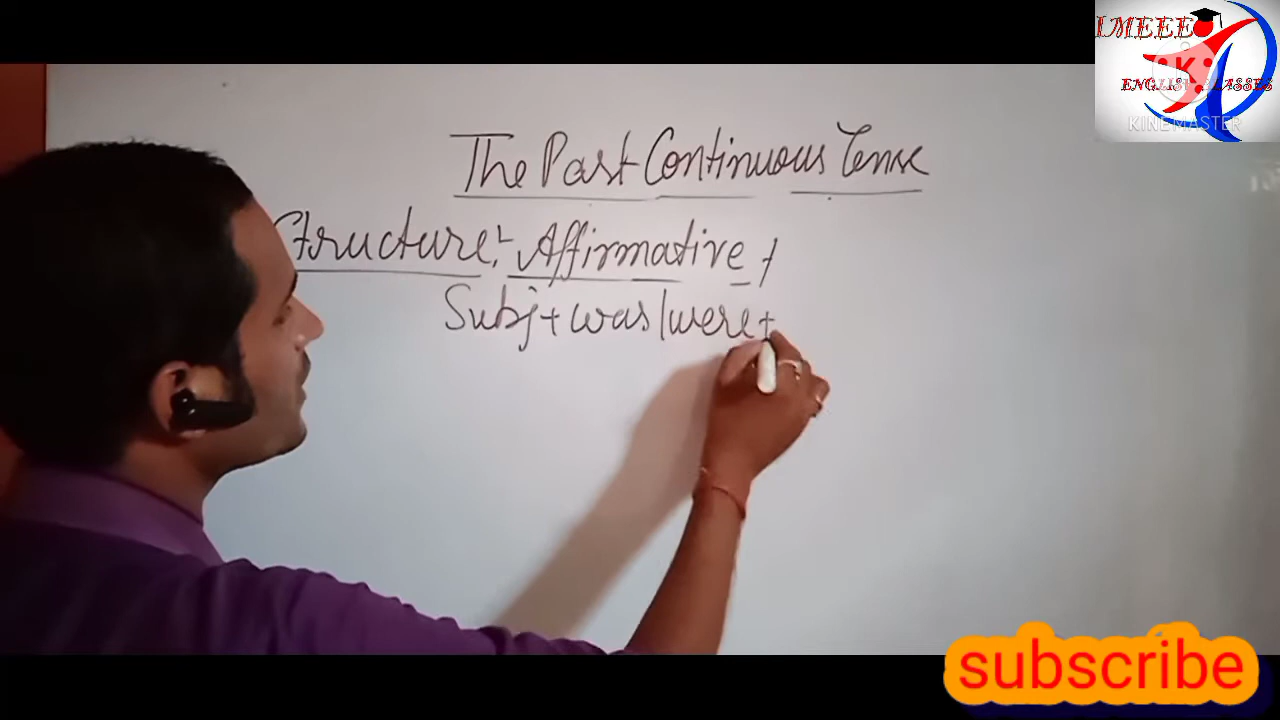 IMEEE
K
ENGLISH CLASSES
KINEMASTER
The Past Continuous Tense
Structure:- Affirmative +
Subj + was/were +
subscribe